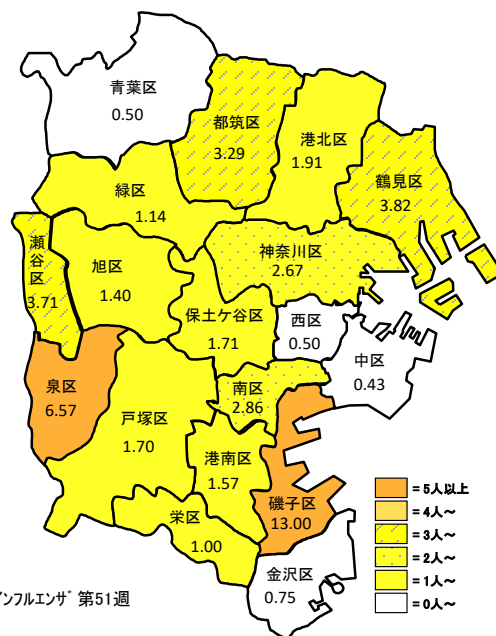 青葉区
0.50
都筑区
3.29
港北区
1.91
鶴見区
3.82
緑区
1.14
瀬谷区
3.71
旭区
1.40
神奈川区
2.67
保土ケ谷区
1.71
西区
0.50
中区
0.43
泉区
6.57
戸塚区
1.70
南区
2.86
港南区
1.57
磯子区
13.00
栄区
1.00
金沢区
0.75
= 5人以上
= 4人～
= 3人～
= 2人～
= 1人～
= 0人～
インフルエンザ 第51週